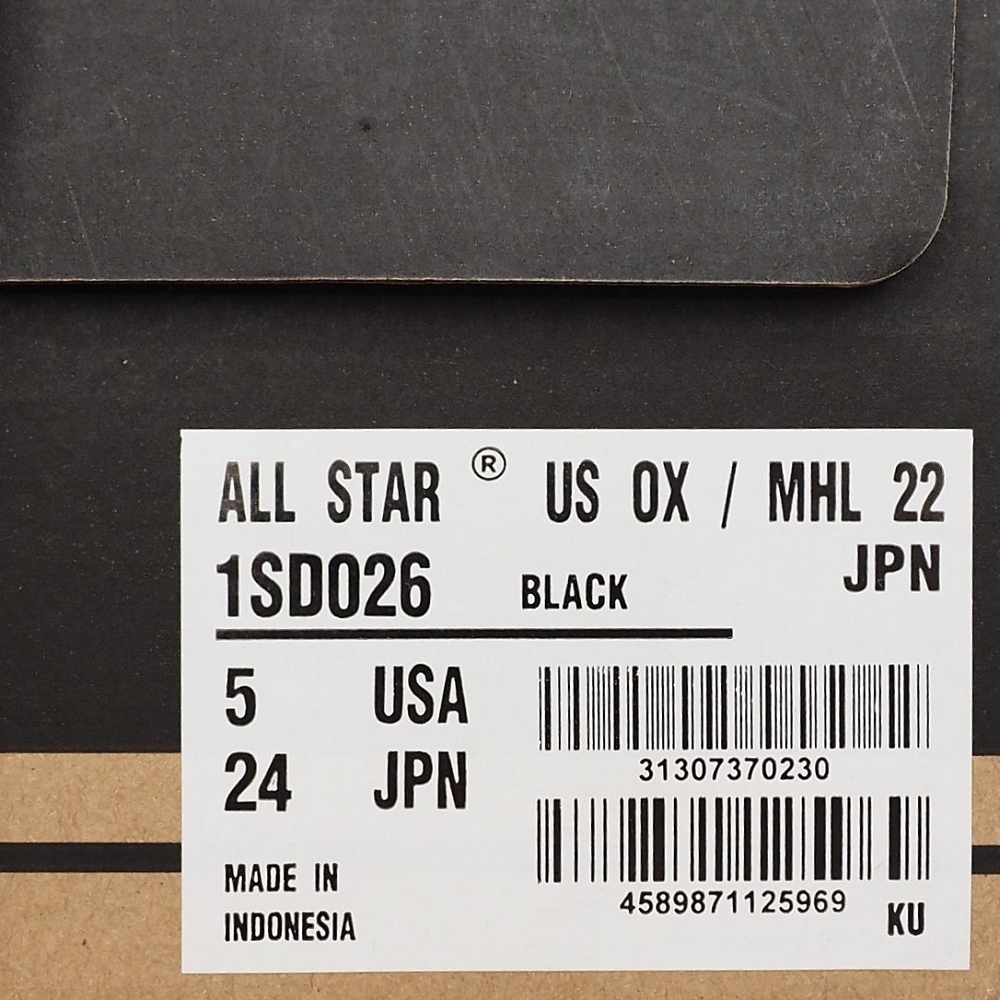 ALL STAR ® US OX / MHL 22
1SD026 BLACK JPN
5 USA
24 JPN
31307370230
4589871125969
MADE IN
INDONESIA
KU